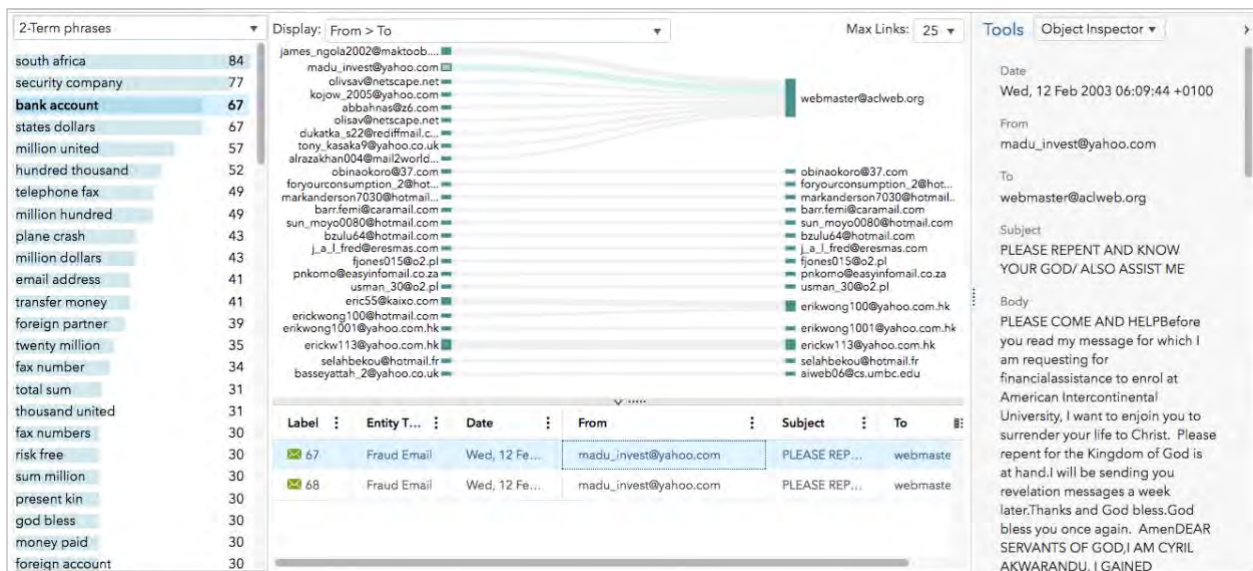 2-Term phrases
south africa 84
security company 77
bank account 67
states dollars 67
million united 57
hundred thousand 52
telephone fax 49
million hundred 49
plane crash 43
million dollars 43
email address 41
transfer money 41
foreign partner 39
twenty million 35
fax number 34
total sum 31
thousand united 31
fax numbers 30
risk free 30
sum million 30
present kin 30
god bless 30
money paid 30
foreign account 30
Display: From > To
Max Links: 25
james_ngola2002@maktoob....
madu_invest@yahoo.com
olivsav@netscape.net
kojow_2005@yahoo.com
abbahnas@z6.com
olisav@netscape.net
dukatka_s22@rediffmail.c...
tony_kasaka9@yahoo.co.uk
alrazakhan004@mail2world...
obinaokoro@37.com
foryourconsumption_2@hot...
markanderson7030@hotmail...
barr.femi@caramail.com
sun_moyo0080@hotmail.com
bzulu64@hotmail.com
j_a_l_fred@eresmas.com
fjones015@o2.pl
pnkomo@easyinfomail.co.za
usman_30@o2.pl
eric55@kaixo.com
erickwong100@hotmail.com
erikwong1001@yahoo.com.hk
erickw113@yahoo.com.hk
selahbekou@hotmail.fr
basseyattah_2@yahoo.co.uk
webmaster@aclweb.org
obinaokoro@37.com
foryourconsumption_2@hot...
markanderson7030@hotmail..
barr.femi@caramail.com
sun_moyo0080@hotmail.com
bzulu64@hotmail.com
j_a_l_fred@eresmas.com
fjones015@o2.pl
pnkomo@easyinfomail.co.za
usman_30@o2.pl
erikwong100@yahoo.com.hk
erikwong1001@yahoo.com.hk
erickw113@yahoo.com.hk
selahbekou@hotmail.fr
aiweb06@cs.umbc.edu
Label Entity T... Date From Subject To
67 Fraud Email Wed, 12 Fe... madu_invest@yahoo.com PLEASE REP... webmaste
68 Fraud Email Wed, 12 Fe... madu_invest@yahoo.com PLEASE REP... webmaste
Tools Object Inspector
Date
Wed, 12 Feb 2003 06:09:44 +0100
From
madu_invest@yahoo.com
To
webmaster@aclweb.org
Subject
PLEASE REPENT AND KNOW
YOUR GOD/ ALSO ASSIST ME
Body
PLEASE COME AND HELPBefore
you read my message for which I
am requesting for
financialassistance to enrol at
American Intercontinental
University, I want to enjoin you to
surrender your life to Christ. Please
repent for the Kingdom of God is
at hand.I will be sending you
revelation messages a week
later.Thanks and God bless.God
bless you once again. AmenDEAR
SERVANTS OF GOD,I AM CYRIL
AKWARANDU. I GAINED